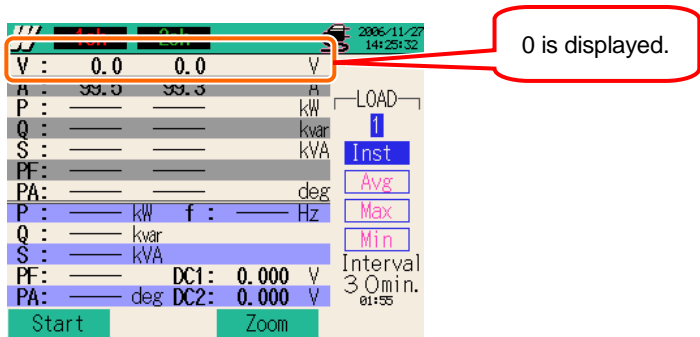 1ch 2ch 2006/11/27
14:25:32
V : 0.0 0.0 V
A : 99.5 99.3 A
P : ―― ―― kW
Q : ―― ―― kvar
S : ―― ―― kVA
PF: ―― ――
PA: ―― ―― deg
P : ―― kW f : ―― Hz
Q : ―― kvar
S : ―― kVA
PF: ―― DC1: 0.000 V
PA: ―― deg DC2: 0.000 V
Start Zoom
LOAD
1
Inst
Avg
Max
Min
Interval
30min.
01:55
0 is displayed.